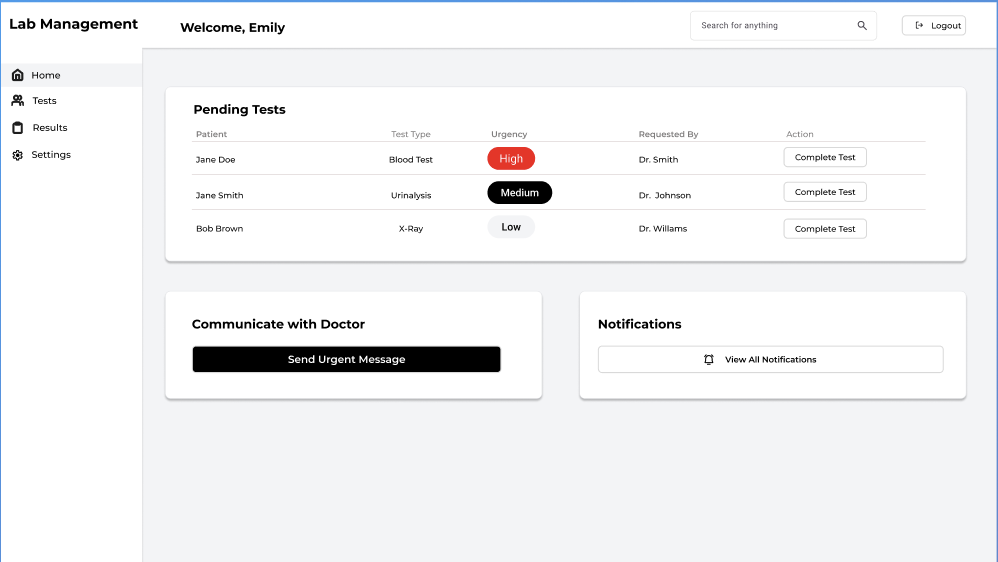 Lab Management
Welcome, Emily
Search for anything
Logout
Home
Tests
Results
Settings
Pending Tests
Patient Test Type Urgency Requested By Action
Jane Doe Blood Test High Dr. Smith Complete Test
Jane Smith Urinalysis Medium Dr. Johnson Complete Test
Bob Brown X-Ray Low Dr. Willams Complete Test
Communicate with Doctor
Send Urgent Message
Notifications
View All Notifications